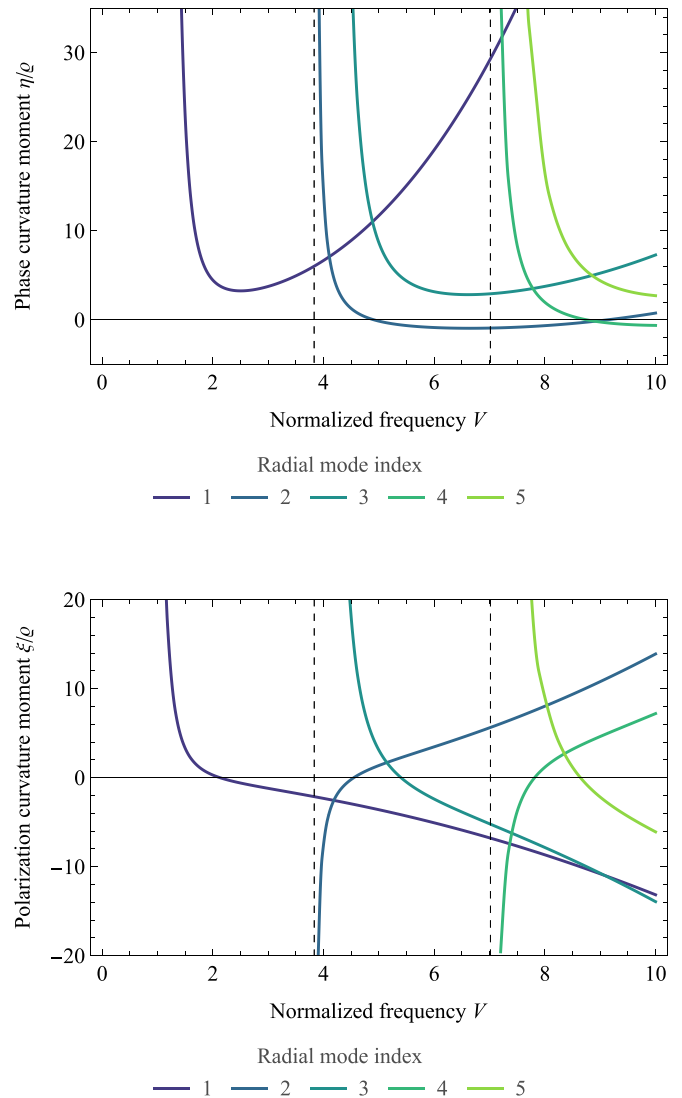 Phase curvature moment η/ϱ
30
20
10
0
0 2 4 6 8 10
Normalized frequency V
Radial mode index
1 2 3 4 5
Polarization curvature moment ξ/ϱ
20
10
0
−10
−20
0 2 4 6 8 10
Normalized frequency V
Radial mode index
1 2 3 4 5